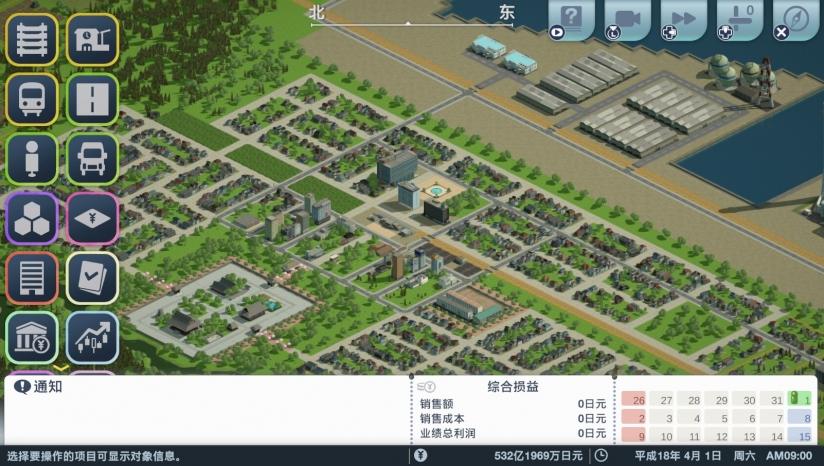 北 东
0
通知
综合损益
销售额 0日元
销售成本 0日元
业绩总利润 0日元
26 27 28 29 30 31 1
2 3 4 5 6 7 8
9 10 11 12 13 14 15
选择要操作的项目可显示对象信息。
532亿1969万日元
平成18年 4月 1日 周六 AM09:00